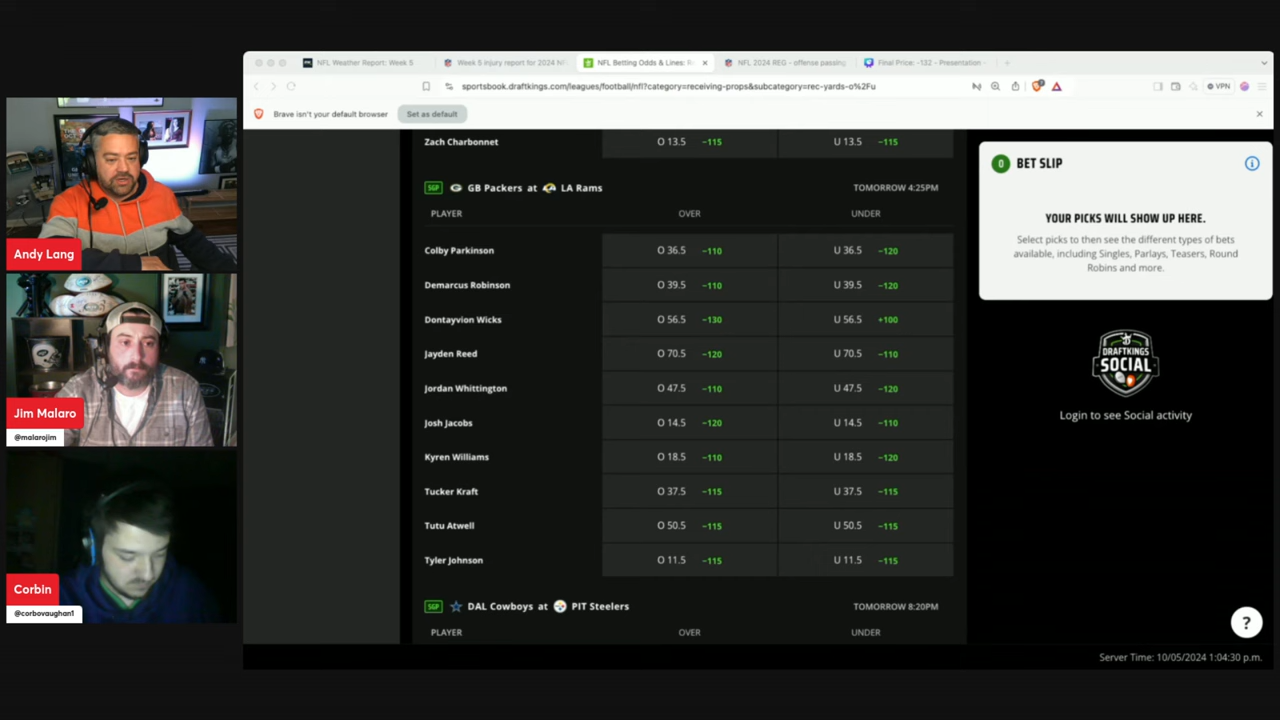 NFL Weather Report: Week 5
Week 5 injury report for 2024 NF
NFL Betting Odds & Lines: Re
NFL 2024 REG - offense passing
Final Price: -132 - Presentation -
sportsbook.draftkings.com/leagues/football/nfl?category=receiving-props&subcategory=rec-yards-o%2Fu
VPN
Brave isn't your default browser
Set as default
Zach Charbonnet O 13.5 −115 U 13.5 −115
SGP GB Packers at LA Rams TOMORROW 4:25PM
PLAYER OVER UNDER
Colby Parkinson O 36.5 −110 U 36.5 −120
Demarcus Robinson O 39.5 −110 U 39.5 −120
Dontayvion Wicks O 56.5 −130 U 56.5 +100
Jayden Reed O 70.5 −120 U 70.5 −110
Jordan Whittington O 47.5 −110 U 47.5 −120
Josh Jacobs O 14.5 −120 U 14.5 −110
Kyren Williams O 18.5 −110 U 18.5 −120
Tucker Kraft O 37.5 −115 U 37.5 −115
Tutu Atwell O 50.5 −115 U 50.5 −115
Tyler Johnson O 11.5 −115 U 11.5 −115
SGP DAL Cowboys at PIT Steelers TOMORROW 8:20PM
PLAYER OVER UNDER
0 BET SLIP
YOUR PICKS WILL SHOW UP HERE.
Select picks to then see the different types of bets
available, including Singles, Parlays, Teasers, Round
Robins and more.
DRAFTKINGS
SOCIAL
Login to see Social activity
?
Server Time: 10/05/2024 1:04:30 p.m.
Andy Lang
Jim Malaro
@malarojim
Corbin
@corbovaughan1